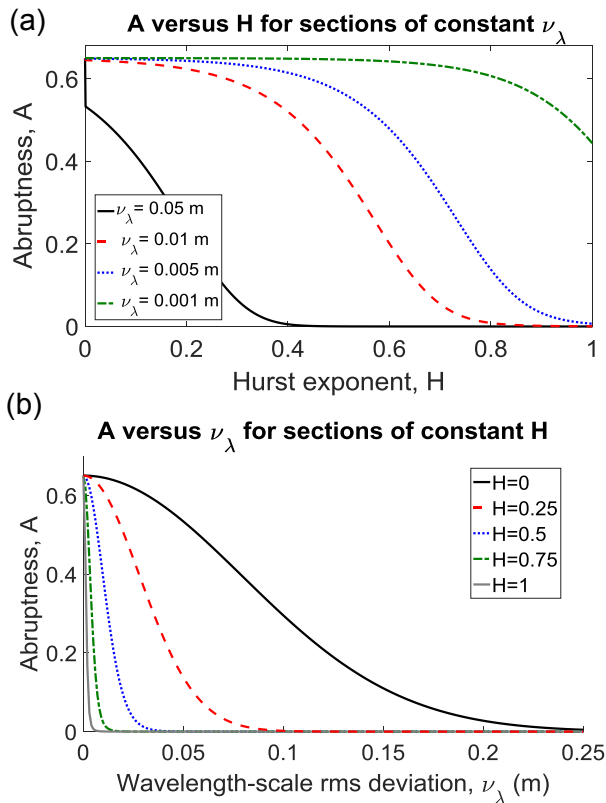 (a)
A versus H for sections of constant ν_λ
Abruptness, A
0.6
0.4
0.2
0
ν_λ= 0.05 m
ν_λ= 0.01 m
ν_λ= 0.005 m
ν_λ= 0.001 m
0 0.2 0.4 0.6 0.8 1
Hurst exponent, H
(b)
A versus ν_λ for sections of constant H
Abruptness, A
0.6
0.4
0.2
0
H=0
H=0.25
H=0.5
H=0.75
H=1
0 0.05 0.1 0.15 0.2 0.25
Wavelength-scale rms deviation, ν_λ (m)